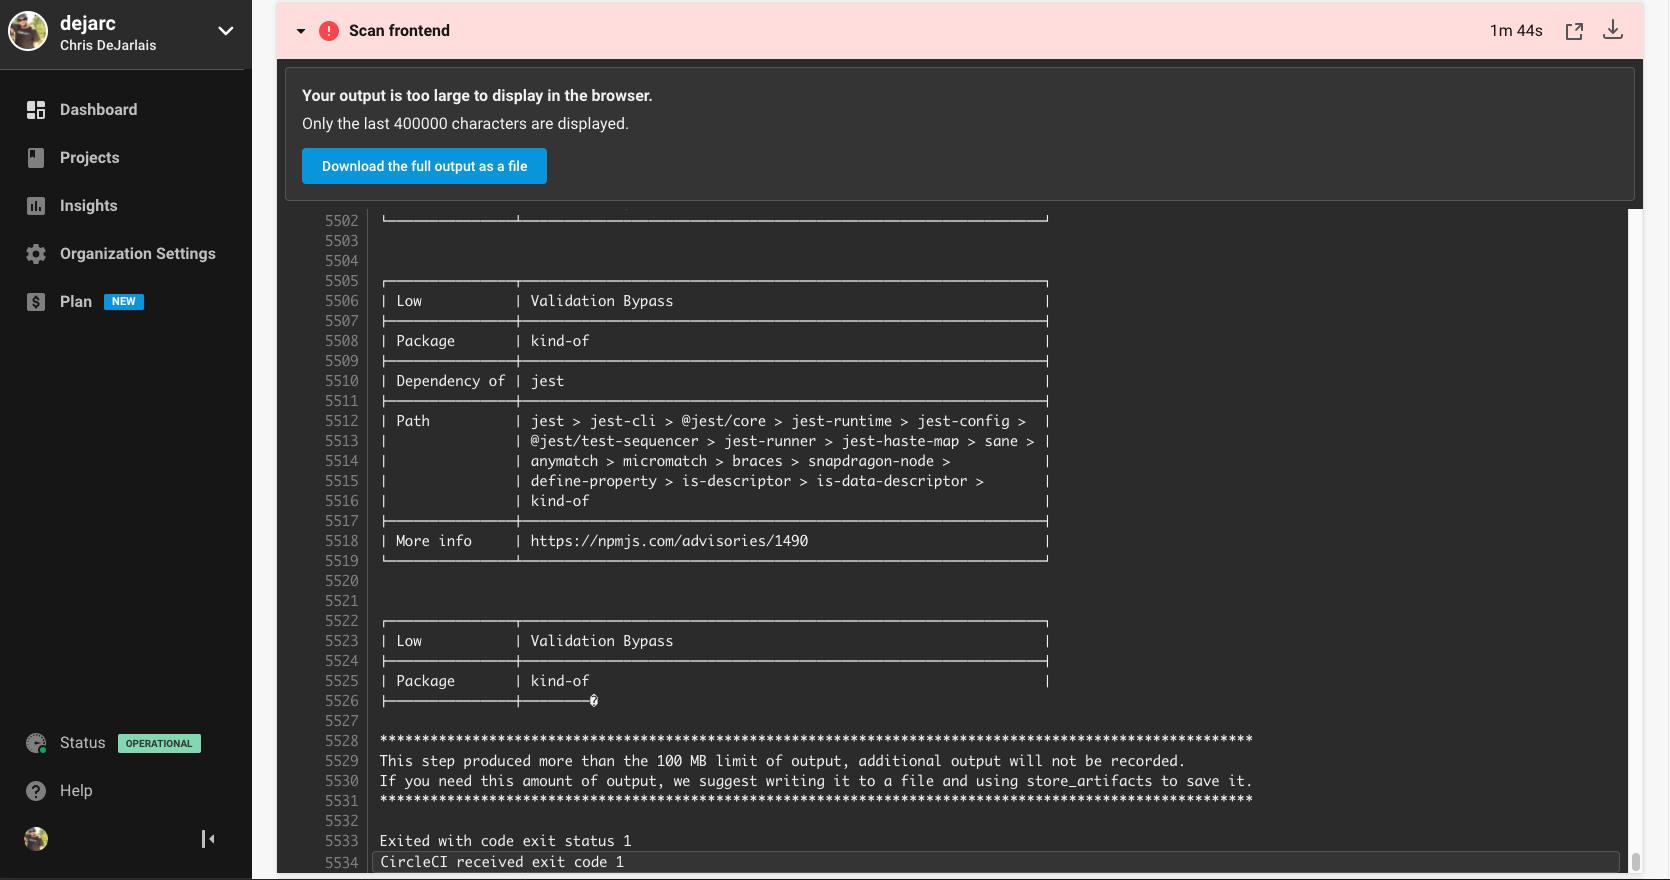 dejarc
Chris DeJarlais
Dashboard
Projects
Insights
Organization Settings
Plan NEW
Status OPERATIONAL
Help
Scan frontend 1m 44s
Your output is too large to display in the browser.
Only the last 400000 characters are displayed.
Download the full output as a file
5502
5503
5504
5505
5506 | Low | Validation Bypass |
5507
5508 | Package | kind-of |
5509
5510 | Dependency of | jest |
5511
5512 | Path | jest > jest-cli > @jest/core > jest-runtime > jest-config > |
5513 | | @jest/test-sequencer > jest-runner > jest-haste-map > sane > |
5514 | | anymatch > micromatch > braces > snapdragon-node > |
5515 | | define-property > is-descriptor > is-data-descriptor > |
5516 | | kind-of |
5517
5518 | More info | https://npmjs.com/advisories/1490 |
5519
5520
5521
5522
5523 | Low | Validation Bypass |
5524
5525 | Package | kind-of |
5526 �
5527
5528 ********************************************************************************************************
5529 This step produced more than the 100 MB limit of output, additional output will not be recorded.
5530 If you need this amount of output, we suggest writing it to a file and using store_artifacts to save it.
5531 ********************************************************************************************************
5532
5533 Exited with code exit status 1
5534 CircleCI received exit code 1